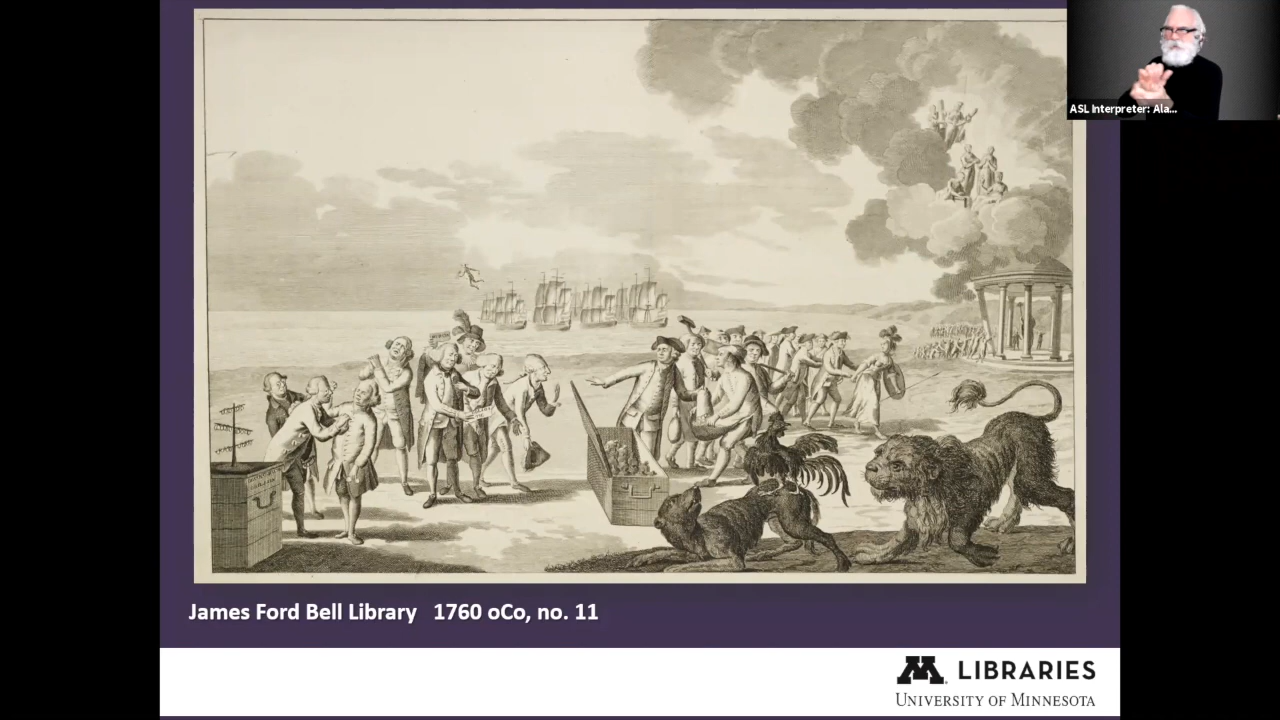 ASL Interpreter: Ala...
James Ford Bell Library 1760 oCo, no. 11
M LIBRARIES
UNIVERSITY OF MINNESOTA